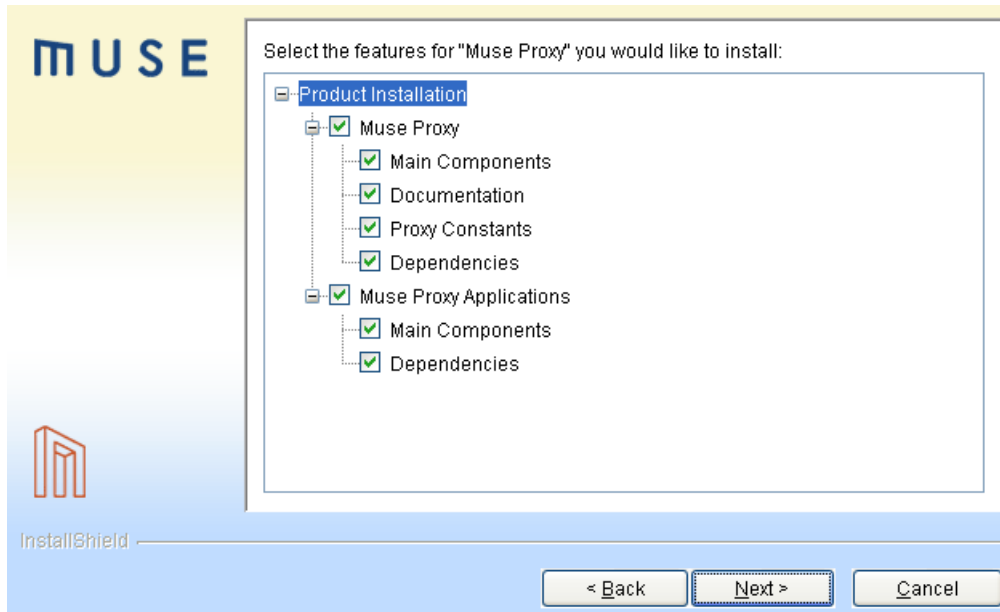 MUSE
Select the features for "Muse Proxy" you would like to install:
Product Installation
Muse Proxy
Main Components
Documentation
Proxy Constants
Dependencies
Muse Proxy Applications
Main Components
Dependencies
InstallShield
< Back
Next >
Cancel